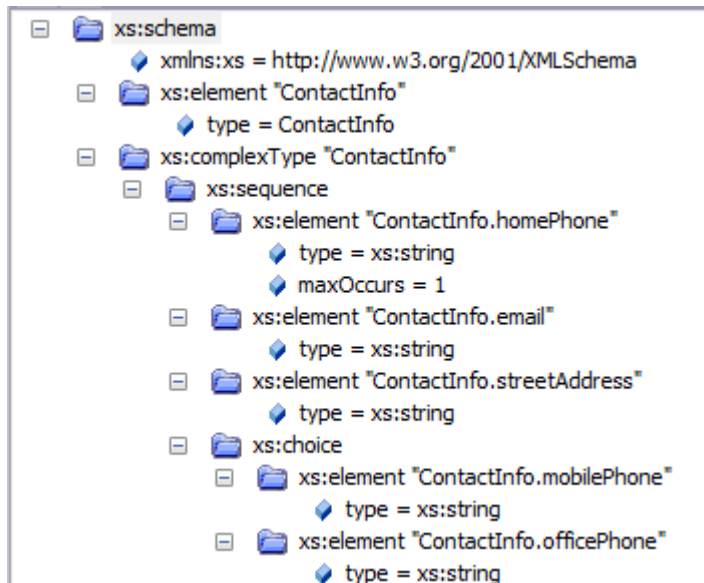 xs:schema
xmlns:xs = http://www.w3.org/2001/XMLSchema
xs:element "ContactInfo"
type = ContactInfo
xs:complexType "ContactInfo"
xs:sequence
xs:element "ContactInfo.homePhone"
type = xs:string
maxOccurs = 1
xs:element "ContactInfo.email"
type = xs:string
xs:element "ContactInfo.streetAddress"
type = xs:string
xs:choice
xs:element "ContactInfo.mobilePhone"
type = xs:string
xs:element "ContactInfo.officePhone"
type = xs:string